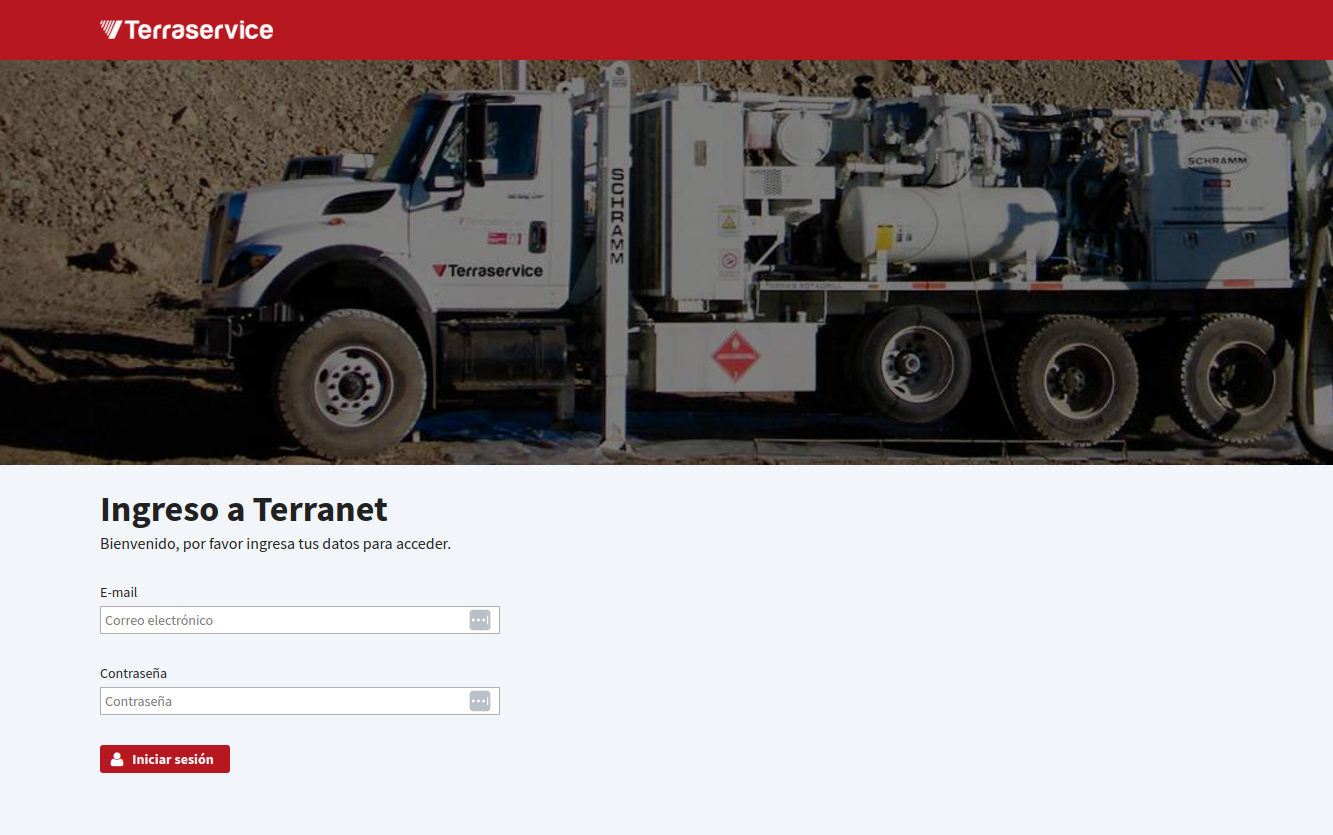 Terraservice
SCHRAMM
SCHRAMM
Terraservice
Ingreso a Terranet
Bienvenido, por favor ingresa tus datos para acceder.
E-mail
Correo electrónico
Contraseña
Contraseña
Iniciar sesión